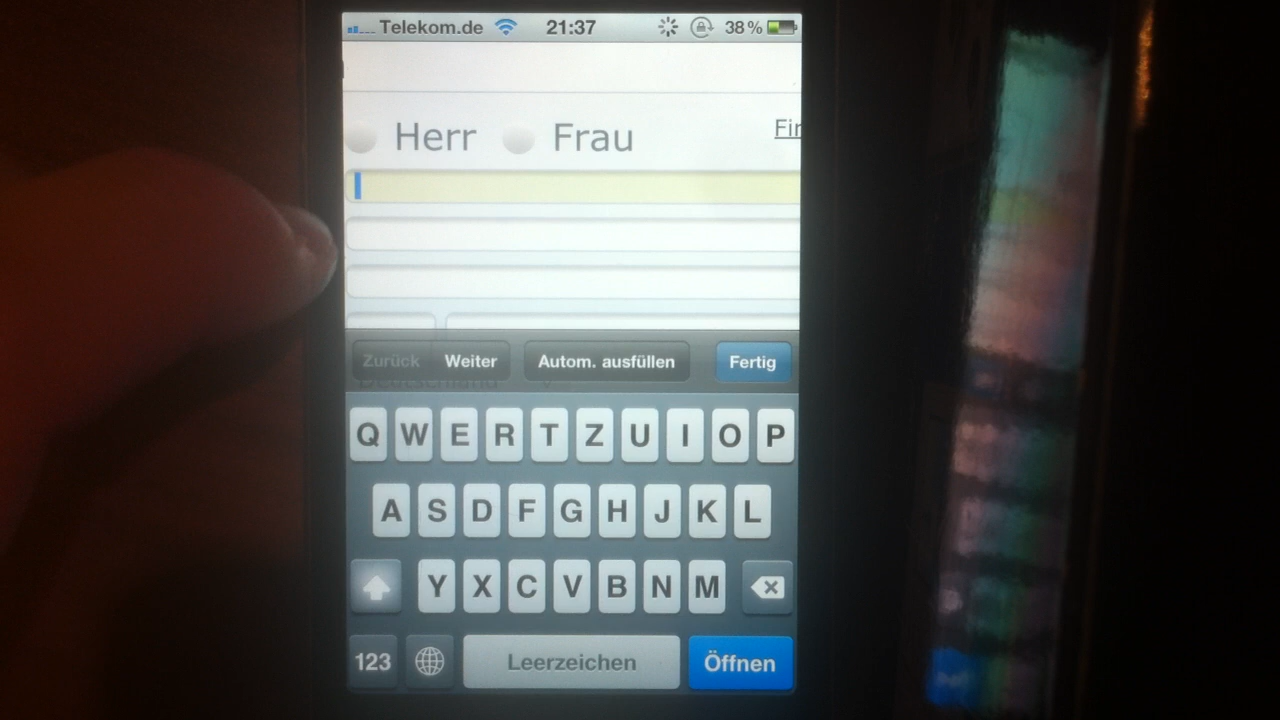 Telekom.de 21:37 38%
Herr Frau
Zurück Weiter Autom. ausfüllen Fertig
Q W E R T Z U I O P
A S D F G H J K L
Y X C V B N M
123 Leerzeichen Öffnen